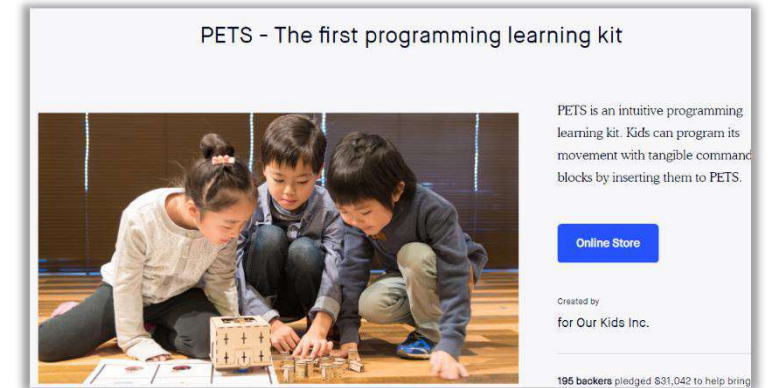 PETS - The first programming learning kit
PETS is an intuitive programming
learning kit. Kids can program its
movement with tangible command
blocks by inserting them to PETS.
Online Store
Created by
for Our Kids Inc.
195 backers pledged $31,042 to help bring